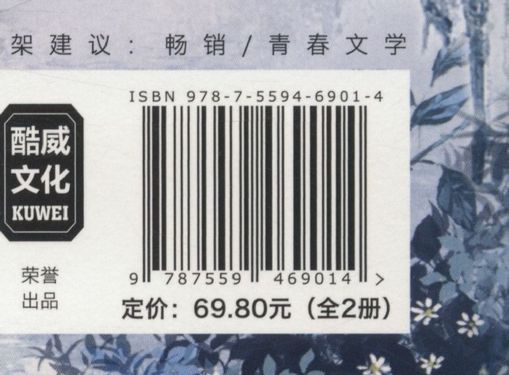 架建议：畅销/青春文学
ISBN 978-7-5594-6901-4
酷威
文化
KUWEI
荣誉
出品
9 787559 469014 >
定价：69.80元（全2册）